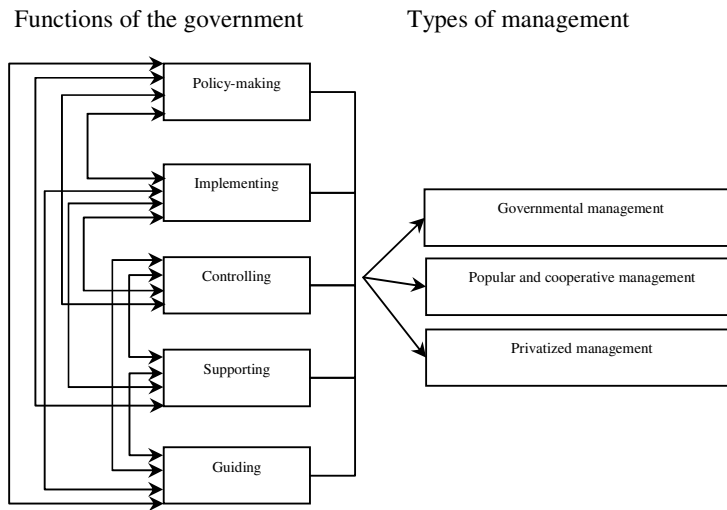 Functions of the government
Types of management
Policy-making
Implementing
Controlling
Supporting
Guiding
Governmental management
Popular and cooperative management
Privatized management